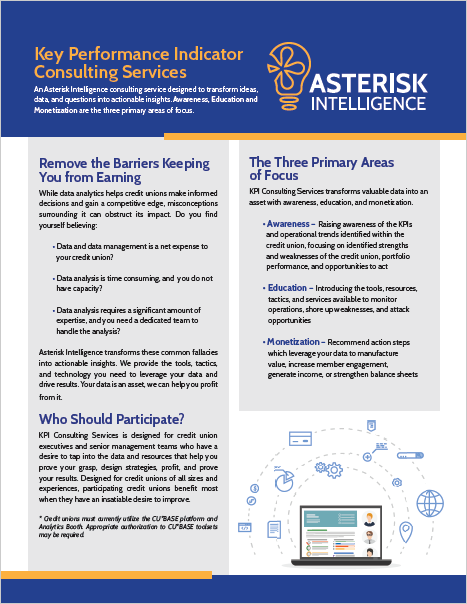 Key Performance Indicator
Consulting Services
An Asterisk Intelligence consulting service designed to transform ideas,
data, and questions into actionable insights. Awareness, Education and
Monetization are the three primary areas of focus.
ASTERISK
INTELLIGENCE
Remove the Barriers Keeping
You from Earning
While data analytics helps credit unions make informed
decisions and gain a competitive edge, misconceptions
surrounding it can obstruct its impact. Do you find
yourself believing:
• Data and data management is a net expense to
your credit union?
• Data analysis is time consuming, and you do not
have capacity?
• Data analysis requires a significant amount of
expertise, and you need a dedicated team to
handle the analysis?
Asterisk Intelligence transforms these common fallacies
into actionable insights. We provide the tools, tactics,
and technology you need to leverage your data and
drive results. Your data is an asset, we can help you profit
from it.
Who Should Participate?
KPI Consulting Services is designed for credit union
executives and senior management teams who have a
desire to tap into the data and resources that help you
prove your grasp, design strategies, profit, and prove
your results. Designed for credit unions of all sizes and
experiences, participating credit unions benefit most
when they have an insatiable desire to improve.
* Credit unions must currently utilize the CU*BASE platform and
Analytics Booth. Appropriate authorization to CU*BASE toolsets
may be required.
The Three Primary Areas
of Focus
KPI Consulting Services transforms valuable data into an
asset with awareness, education, and monetization.
• Awareness – Raising awareness of the KPIs
and operational trends identified within the
credit union, focusing on identified strengths
and weaknesses of the credit union, portfolio
performance, and opportunities to act
• Education – Introducing the tools, resources,
tactics, and services available to monitor
operations, shore up weaknesses, and attack
opportunities
• Monetization – Recommend action steps
which leverage your data to manufacture
value, increase member engagement,
generate income, or strengthen balance sheets